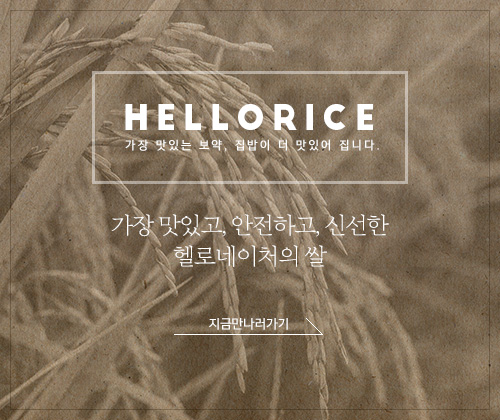 HELLORICE
가장 맛있는 보약, 집밥이 더 맛있어 집니다.
가장 맛있고, 안전하고, 신선한
헬로네이처의 쌀
지금만나러가기